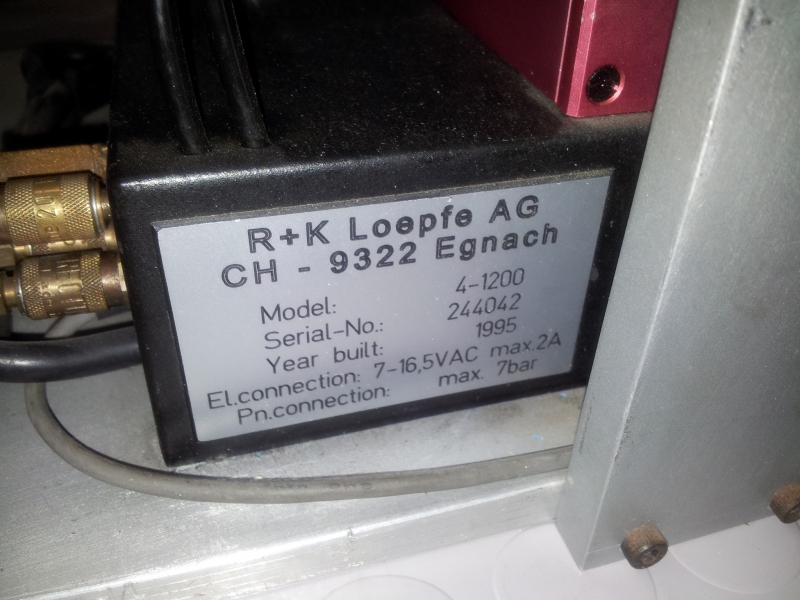 R+K Loepfe AG
CH - 9322 Egnach
Model: 4-1200
Serial-No.: 244042
Year built: 1995
El.connection: 7-16,5VAC max.2A
Pn.connection: max. 7bar